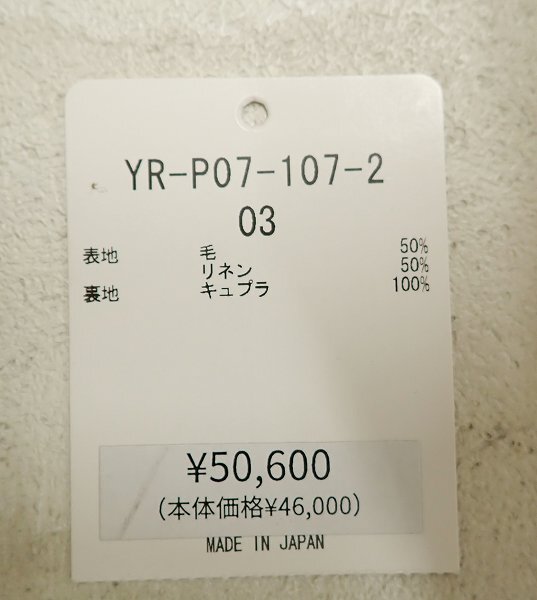 YR-P07-107-2
03
表地 毛 50%
リネン 50%
裏地 キュプラ 100%
¥50,600
(本体価格¥46,000)
MADE IN JAPAN